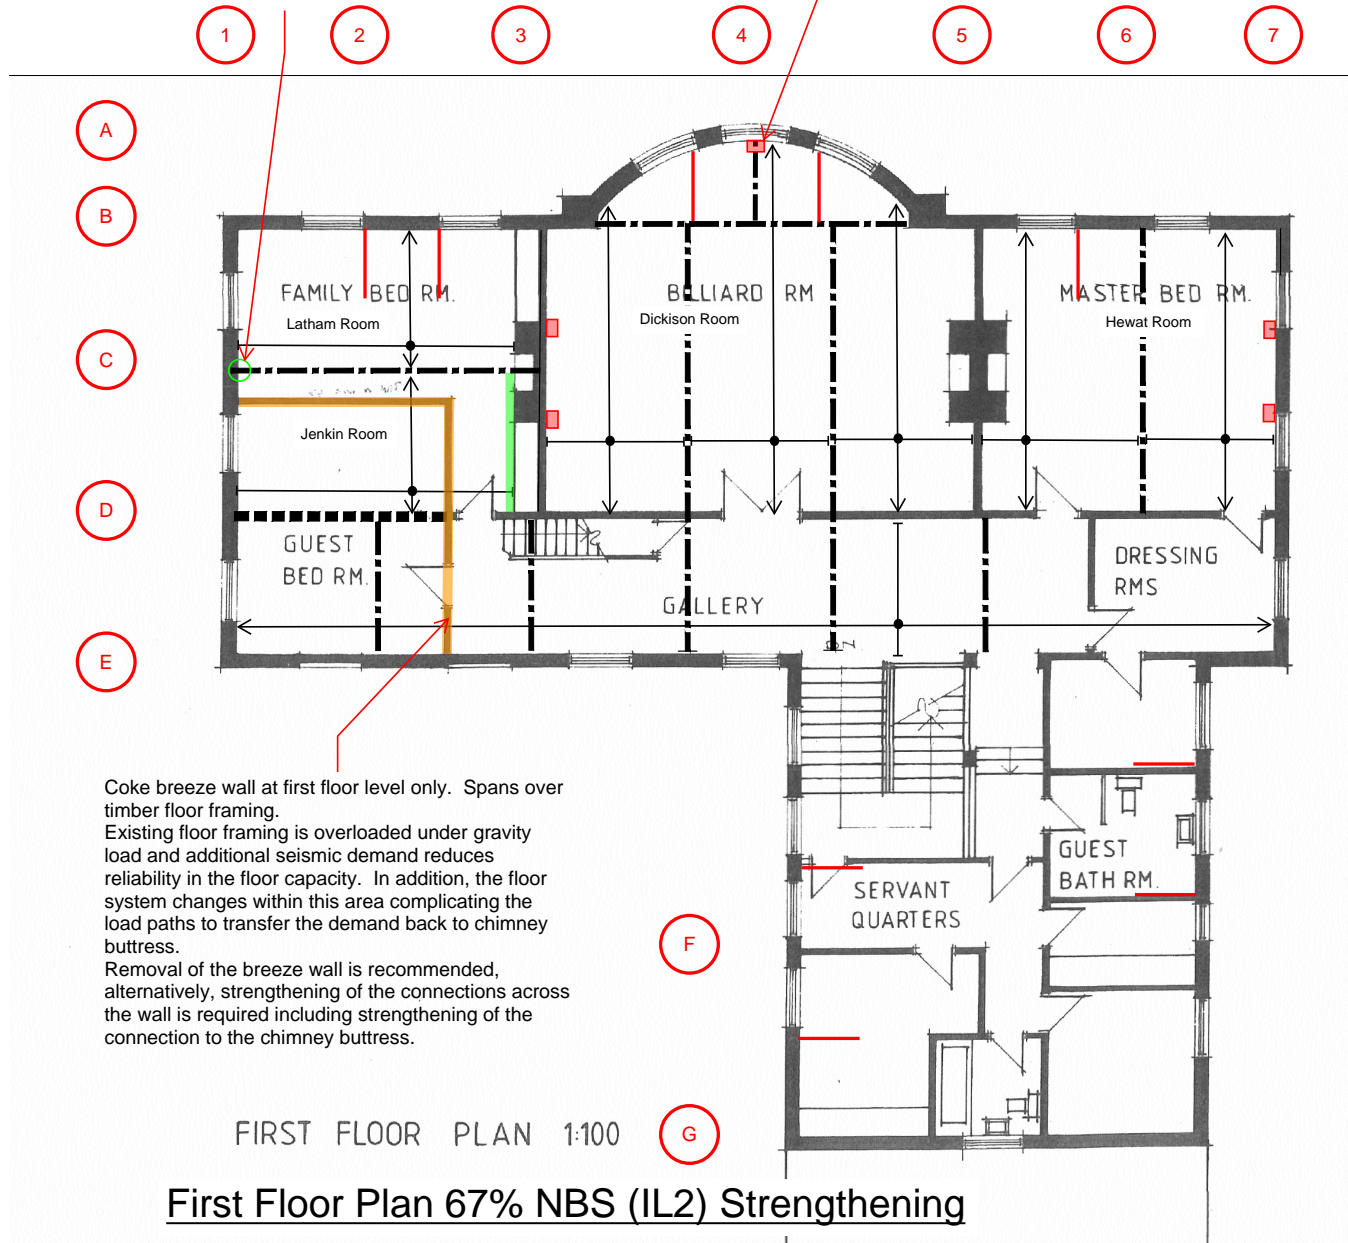 1 2 3 4 5 6 7
A
B
FAMILY BED RM.
BILLIARD RM
MASTER BED RM.
Latham Room
Dickison Room
Hewat Room
C
Jenkin Room
D
GUEST
BED RM.
DRESSING
RMS
GALLERY
E
Coke breeze wall at first floor level only. Spans over
timber floor framing.
Existing floor framing is overloaded under gravity
load and additional seismic demand reduces
reliability in the floor capacity. In addition, the floor
system changes within this area complicating the
load paths to transfer the demand back to chimney
buttress.
Removal of the breeze wall is recommended,
alternatively, strengthening of the connections across
the wall is required including strengthening of the
connection to the chimney buttress.
GUEST
BATH RM.
SERVANT
QUARTERS
F
FIRST FLOOR PLAN 1:100
G
First Floor Plan 67% NBS (IL2) Strengthening